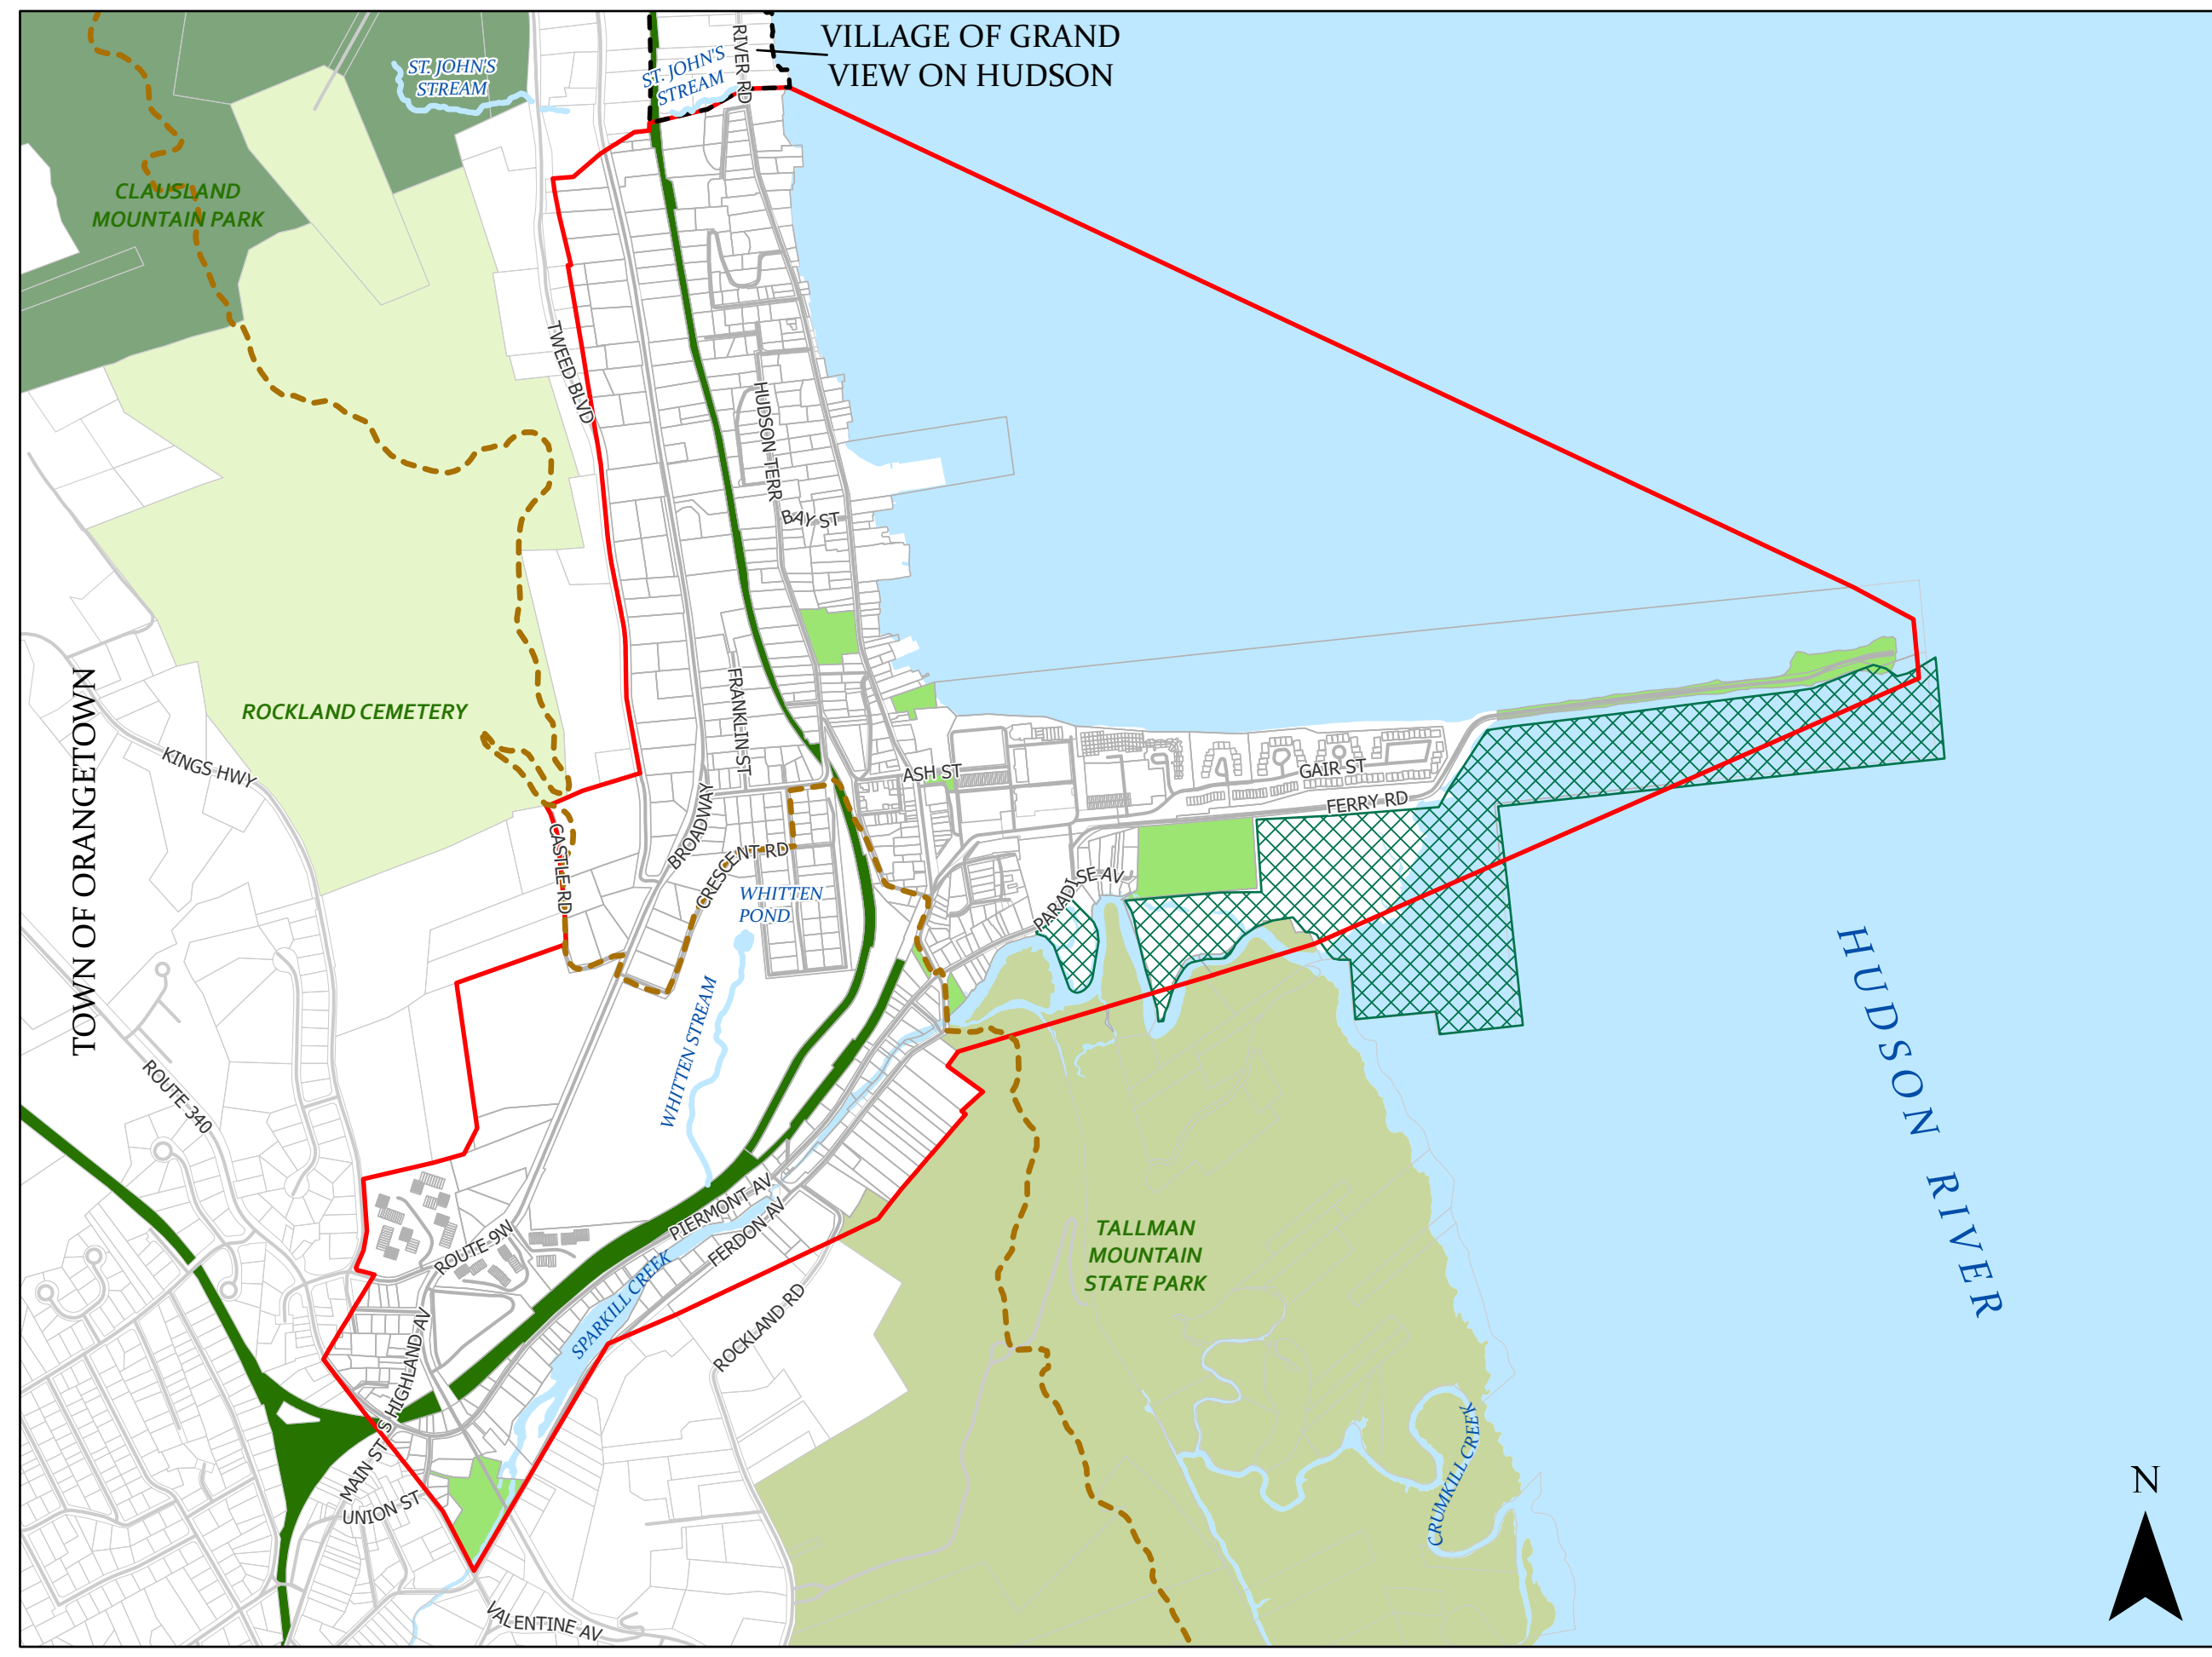 VILLAGE OF GRAND
VIEW ON HUDSON
RIVER RD
ST. JOHN'S
STREAM
ST. JOHN'S
STREAM
CLAUSLAND
MOUNTAIN PARK
TWEED BLVD
HUDSON TERR
BAY ST
ROCKLAND CEMETERY
FRANKLIN ST
TOWN OF ORANGETOWN
KINGS HWY
ASH ST
GAIR ST
FERRY RD
BROADWAY
CASTLE RD
CRESCENT RD
PARADISE AV
WHITTEN
POND
WHITTEN STREAM
HUDSON RIVER
ROUTE 340
PIERMONT AV
FERDON AV
ROUTE 9W
SPARKILL CREEK
ROCKLAND RD
TALLMAN
MOUNTAIN
STATE PARK
S HIGHLAND AV
MAIN ST
UNION ST
CRUMKILL CREEK
VALENTINE AV
N